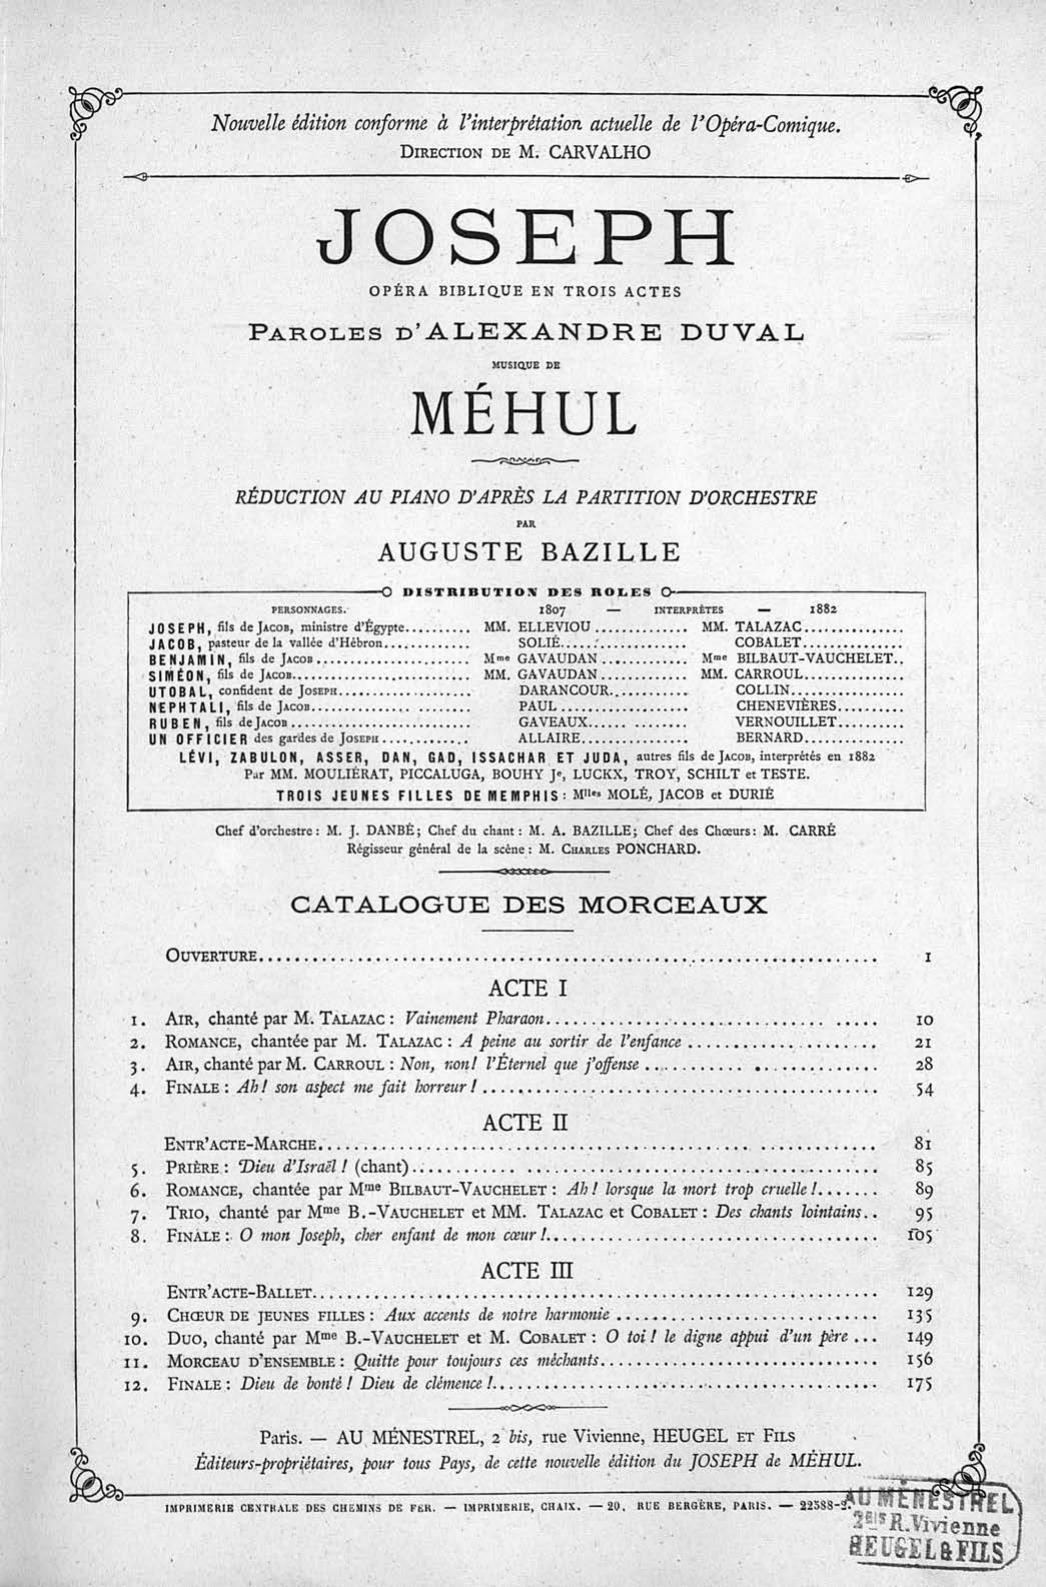 Nouvelle édition conforme à l'interprétation actuelle de l'Opéra-Comique.
DIRECTION DE M. CARVALHO
JOSEPH
OPÉRA BIBLIQUE EN TROIS ACTES
PAROLES D'ALEXANDRE DUVAL
MUSIQUE DE
MÉHUL
RÉDUCTION AU PIANO D'APRÈS LA PARTITION D'ORCHESTRE
PAR
AUGUSTE BAZILLE
DISTRIBUTION DES ROLES
PERSONNAGES. 1807 — INTERPRÈTES — 1882
JOSEPH, fils de JACOB, ministre d'Égypte.......... MM. ELLEVIOU .............. MM. TALAZAC...............
JACOB, pasteur de la vallée d'Hébron............. SOLIÉ................... COBALET...............
BENJAMIN, fils de JACOB....................... Mme GAVAUDAN ............. Mme BILBAUT-VAUCHELET..
SIMÉON, fils de JACOB........................... MM. GAVAUDAN ............. MM. CARROUL...............
UTOBAL, confident de JOSEPH.................... DARANCOUR............ COLLIN.................
NEPHTALI, fils de JACOB........................ PAUL ................... CHENEVIÈRES..........
RUBEN, fils de JACOB........................... GAVEAUX............... VERNOUILLET..........
UN OFFICIER des gardes de JOSEPH ............. ALLAIRE................ BERNARD...............
LÉVI, ZABULON, ASSER, DAN, GAD, ISSACHAR ET JUDA, autres fils de JACOB, interprétés en 1882
Par MM. MOULIÉRAT, PICCALUGA, BOUHY Je, LUCKX, TROY, SCHILT et TESTE.
TROIS JEUNES FILLES DE MEMPHIS : Mlles MOLÉ, JACOB et DURIÉ
Chef d'orchestre : M. J. DANBÉ; Chef du chant : M. A. BAZILLE; Chef des Chœurs : M. CARRÉ
Régisseur général de la scène : M. CHARLES PONCHARD.
CATALOGUE DES MORCEAUX
OUVERTURE........................................ 1
ACTE I
1. AIR, chanté par M. TALAZAC : Vainement Pharaon................................ 10
2. ROMANCE, chantée par M. TALAZAC : A peine au sortir de l'enfance .................... 21
3. AIR, chanté par M. CARROUL : Non, non! l'Éternel que j'offense ...................... 28
4. FINALE : Ah! son aspect me fait horreur ! ........................................ 54
ACTE II
ENTR'ACTE-MARCHE........................................ 81
5. PRIÈRE : Dieu d'Israël ! (chant)........................................ 85
6. ROMANCE, chantée par Mme BILBAUT-VAUCHELET : Ah! lorsque la mort trop cruelle !....... 89
7. TRIO, chanté par Mme B.-VAUCHELET et MM. TALAZAC et COBALET : Des chants lointains.. 95
8. FINALE : O mon Joseph, cher enfant de mon cœur !................................ 105
ACTE III
ENTR'ACTE-BALLET........................................ 129
9. CHŒUR DE JEUNES FILLES : Aux accents de notre harmonie ............................ 135
10. DUO, chanté par Mme B.-VAUCHELET et M. COBALET : O toi ! le digne appui d'un père ... 149
11. MORCEAU D'ENSEMBLE : Quitte pour toujours ces méchants............................ 156
12. FINALE : Dieu de bonté ! Dieu de clémence !........................................ 175
Paris. — AU MÉNESTREL, 2 bis, rue Vivienne, HEUGEL ET FILS
Éditeurs-propriétaires, pour tous Pays, de cette nouvelle édition du JOSEPH de MÉHUL.
IMPRIMERIE CENTRALE DES CHEMINS DE FER. — IMPRIMERIE, CHAIX. — 20, RUE BERGÈRE, PARIS. — 22588-2.
AU MÉNESTREL
2BIS R. Vivienne
HEUGEL & FILS